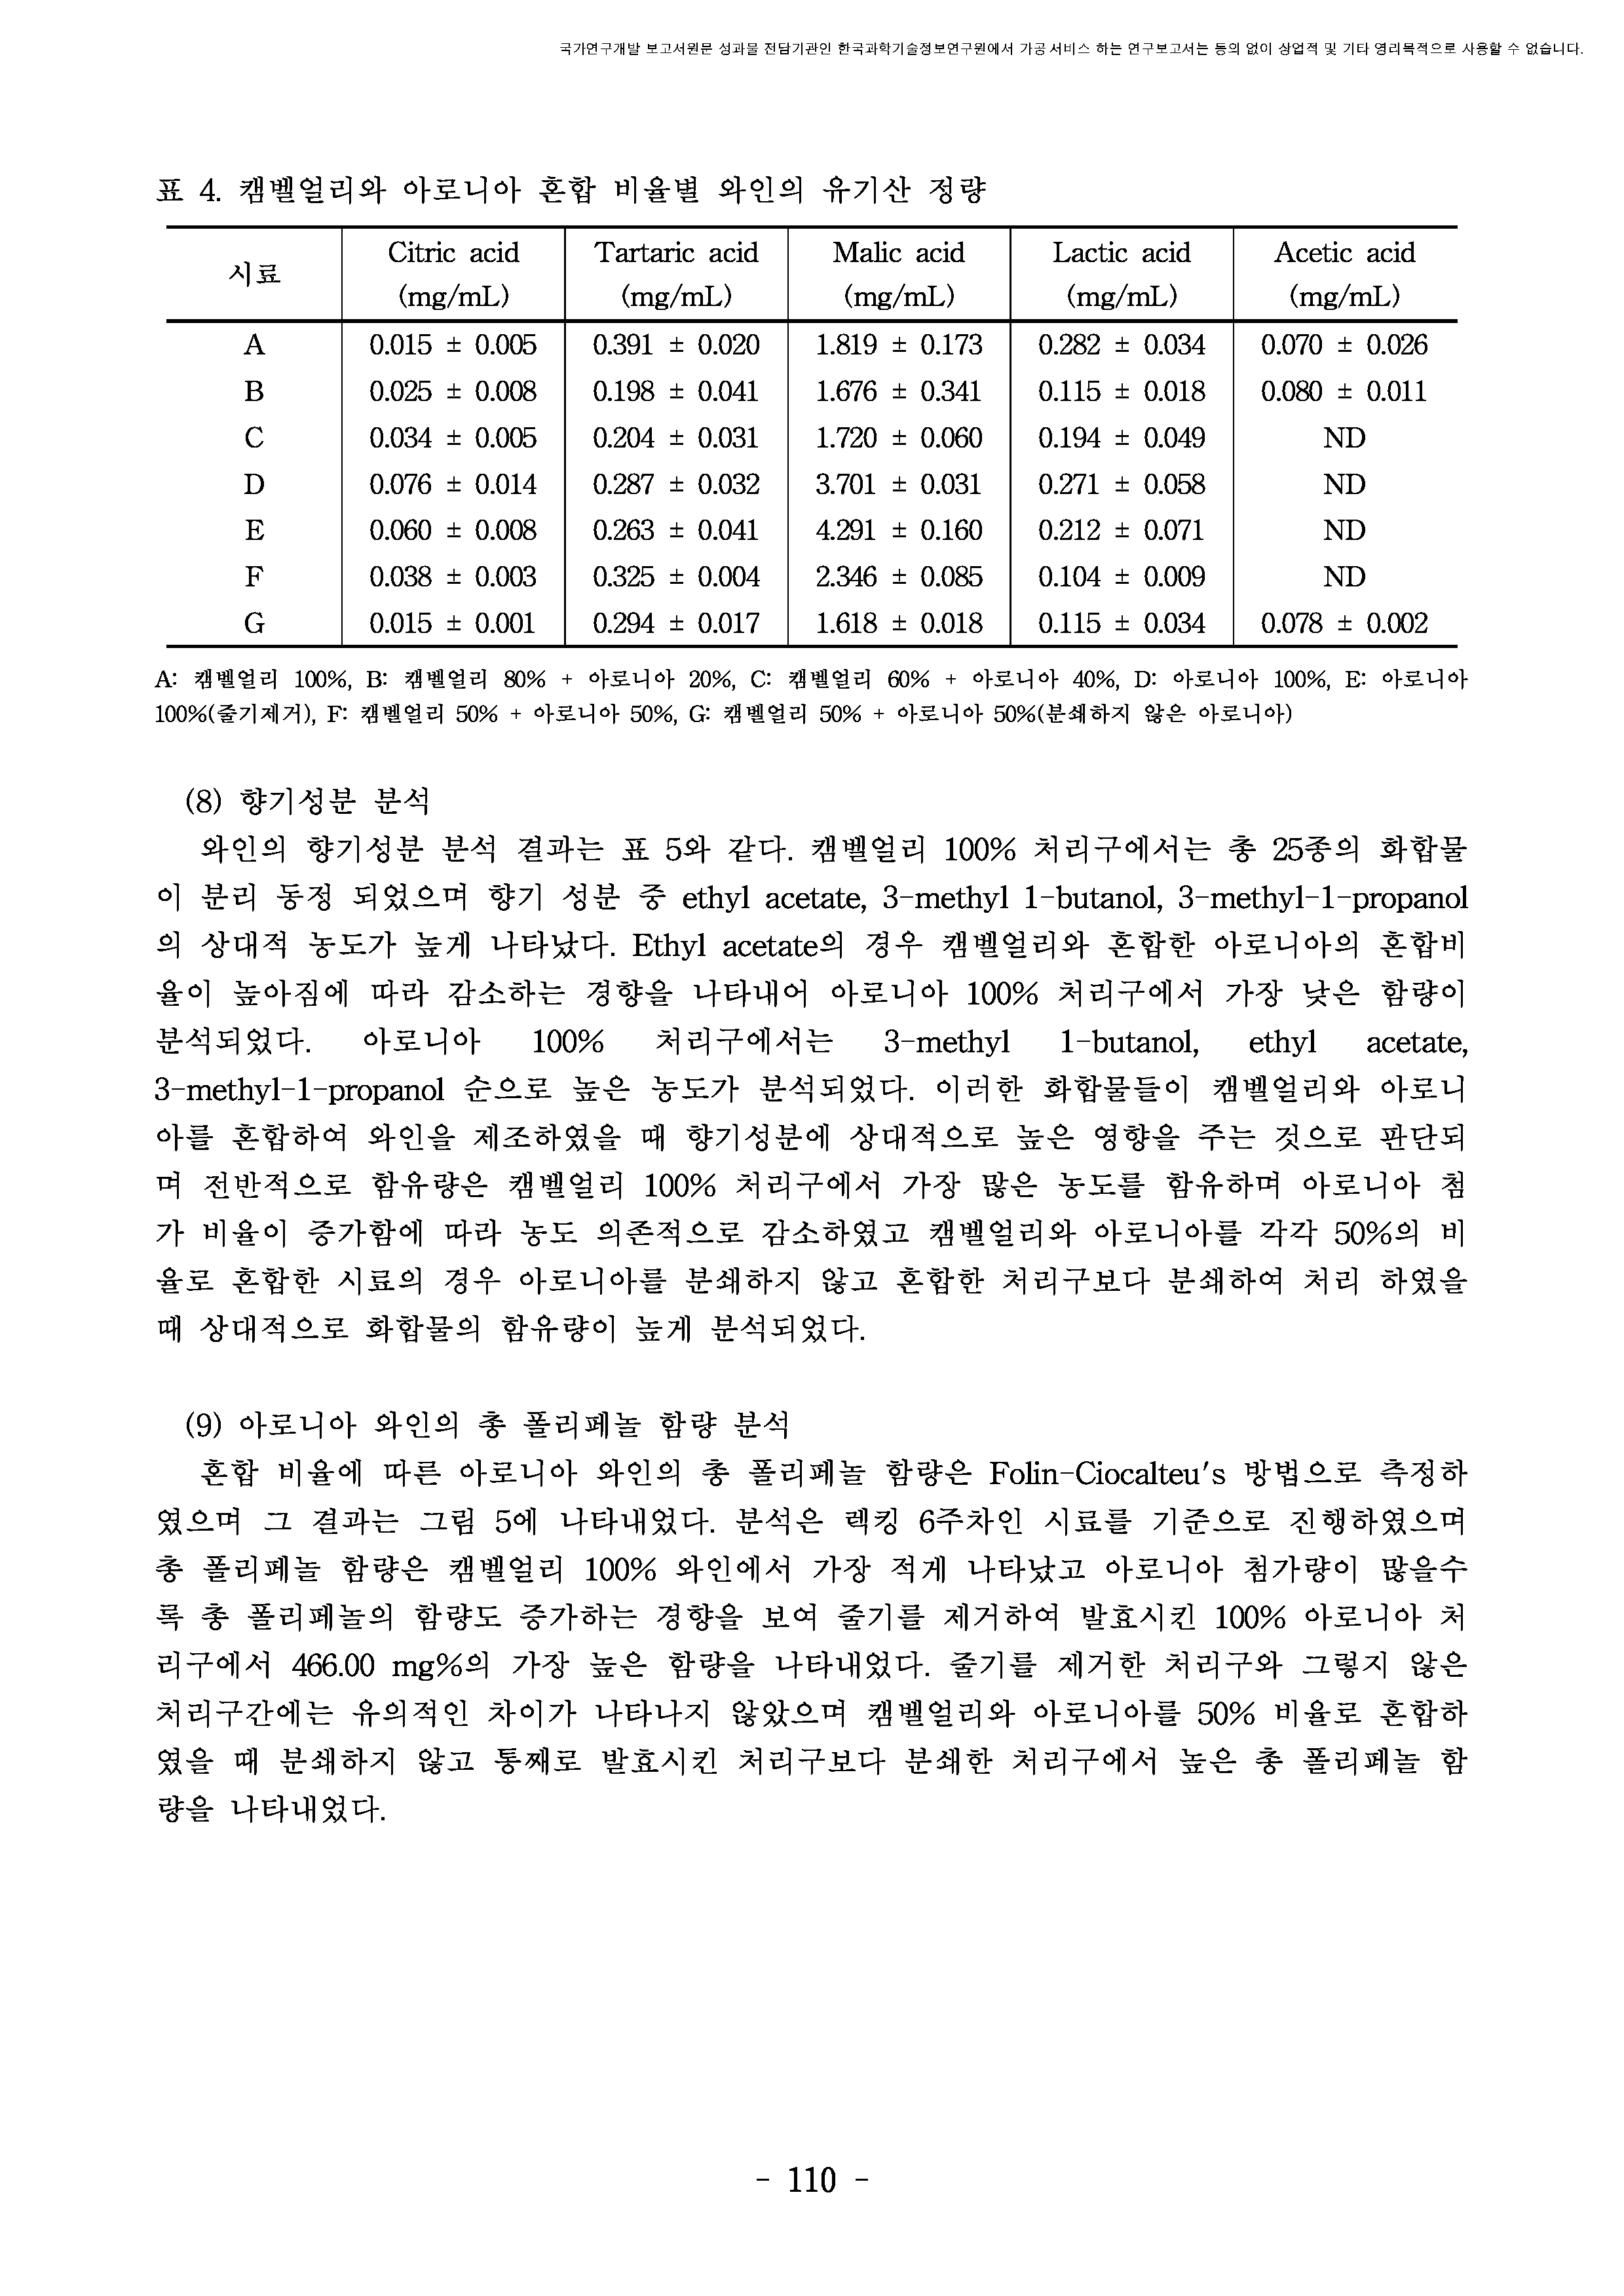 국가연구개발 보고서원문 성과물 전담기관인 한국과학기술정보연구원에서 가공·서비스 하는 연구보고서는 동의 없이 상업적 및 기타 영리목적으로 사용할 수 없습니다.
표 4. 캠벨얼리와 아로니아 혼합 비율별 와인의 유기산 정량
시료 Citric acid (mg/mL) Tartaric acid (mg/mL) Malic acid (mg/mL) Lactic acid (mg/mL) Acetic acid (mg/mL)
A 0.015 ± 0.005 0.391 ± 0.020 1.819 ± 0.173 0.282 ± 0.034 0.070 ± 0.026
B 0.025 ± 0.008 0.198 ± 0.041 1.676 ± 0.341 0.115 ± 0.018 0.080 ± 0.011
C 0.034 ± 0.005 0.204 ± 0.031 1.720 ± 0.060 0.194 ± 0.049 ND
D 0.076 ± 0.014 0.287 ± 0.032 3.701 ± 0.031 0.271 ± 0.058 ND
E 0.060 ± 0.008 0.263 ± 0.041 4.291 ± 0.160 0.212 ± 0.071 ND
F 0.038 ± 0.003 0.325 ± 0.004 2.346 ± 0.085 0.104 ± 0.009 ND
G 0.015 ± 0.001 0.294 ± 0.017 1.618 ± 0.018 0.115 ± 0.034 0.078 ± 0.002
A: 캠벨얼리 100%, B: 캠벨얼리 80% + 아로니아 20%, C: 캠벨얼리 60% + 아로니아 40%, D: 아로니아 100%, E: 아로니아
100%(줄기제거), F: 캠벨얼리 50% + 아로니아 50%, G: 캠벨얼리 50% + 아로니아 50%(분쇄하지 않은 아로니아)
(8) 향기성분 분석
와인의 향기성분 분석 결과는 표 5와 같다. 캠벨얼리 100% 처리구에서는 총 25종의 화합물
이 분리 동정 되었으며 향기 성분 중 ethyl acetate, 3-methyl 1-butanol, 3-methyl-1-propanol
의 상대적 농도가 높게 나타났다. Ethyl acetate의 경우 캠벨얼리와 혼합한 아로니아의 혼합비
율이 높아짐에 따라 감소하는 경향을 나타내어 아로니아 100% 처리구에서 가장 낮은 함량이
분석되었다. 아로니아 100% 처리구에서는 3-methyl 1-butanol, ethyl acetate,
3-methyl-1-propanol 순으로 높은 농도가 분석되었다. 이러한 화합물들이 캠벨얼리와 아로니
아를 혼합하여 와인을 제조하였을 때 향기성분에 상대적으로 높은 영향을 주는 것으로 판단되
며 전반적으로 함유량은 캠벨얼리 100% 처리구에서 가장 많은 농도를 함유하며 아로니아 첨
가 비율이 증가함에 따라 농도 의존적으로 감소하였고 캠벨얼리와 아로니아를 각각 50%의 비
율로 혼합한 시료의 경우 아로니아를 분쇄하지 않고 혼합한 처리구보다 분쇄하여 처리 하였을
때 상대적으로 화합물의 함유량이 높게 분석되었다.
(9) 아로니아 와인의 총 폴리페놀 함량 분석
혼합 비율에 따른 아로니아 와인의 총 폴리페놀 함량은 Folin-Ciocalteu's 방법으로 측정하
였으며 그 결과는 그림 5에 나타내었다. 분석은 렉킹 6주차인 시료를 기준으로 진행하였으며
총 폴리페놀 함량은 캠벨얼리 100% 와인에서 가장 적게 나타났고 아로니아 첨가량이 많을수
록 총 폴리페놀의 함량도 증가하는 경향을 보여 줄기를 제거하여 발효시킨 100% 아로니아 처
리구에서 466.00 mg%의 가장 높은 함량을 나타내었다. 줄기를 제거한 처리구와 그렇지 않은
처리구간에는 유의적인 차이가 나타나지 않았으며 캠벨얼리와 아로니아를 50% 비율로 혼합하
였을 때 분쇄하지 않고 통째로 발효시킨 처리구보다 분쇄한 처리구에서 높은 총 폴리페놀 함
량을 나타내었다.
- 110 -